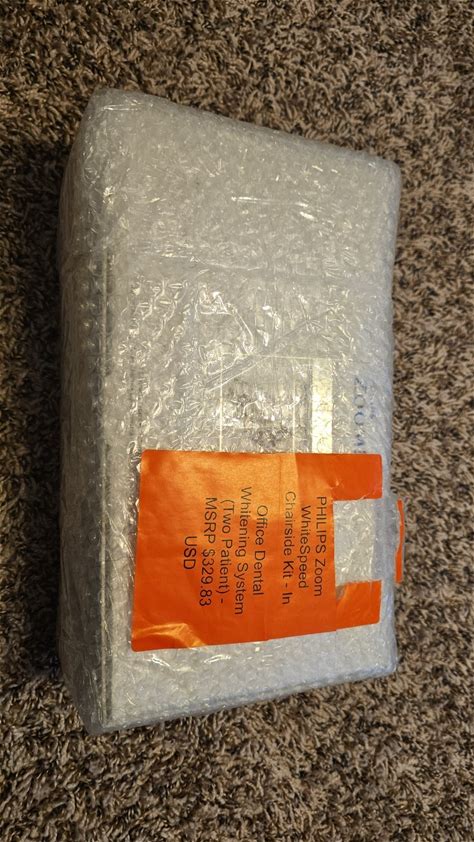 PHILIPS Zoom
WhiteSpeed
Chairside Kit - In
Office Dental
Whitening System
(Two Patient) -
MSRP $329.83
USD